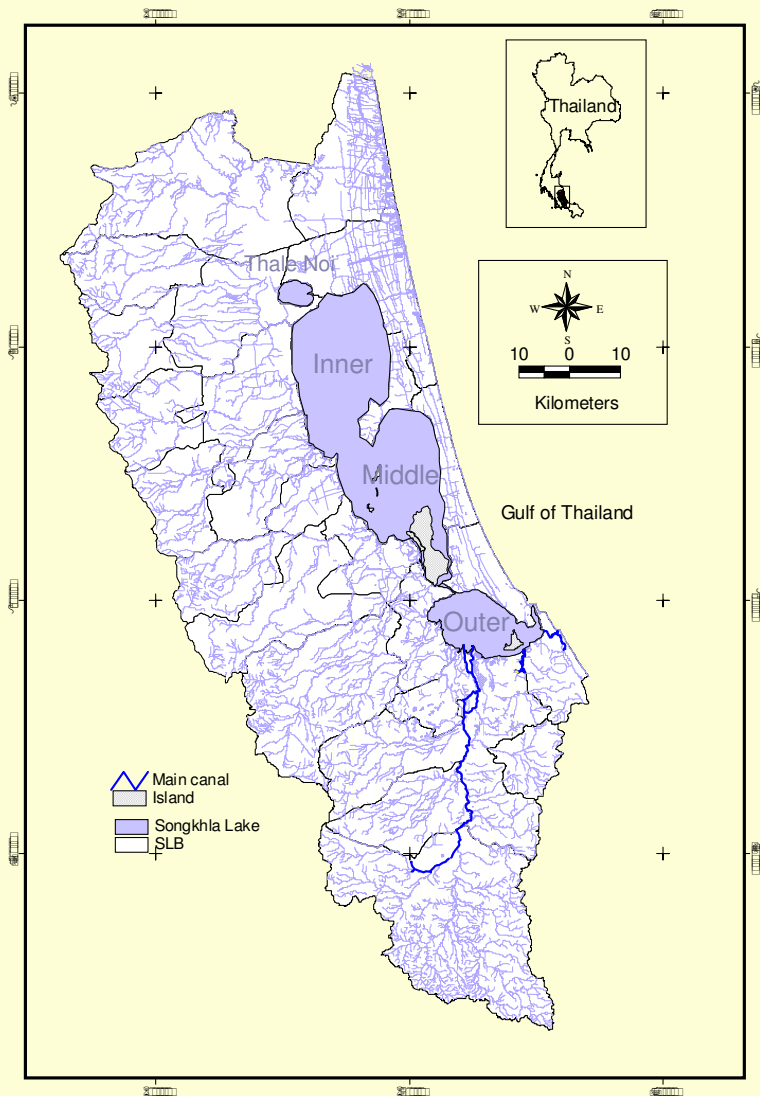 Thailand
Thale Noi
N
W E
S
10 0 10
Kilometers
Inner
Middle
Gulf of Thailand
Outer
Main canal
Island
Songkhla Lake
SLB